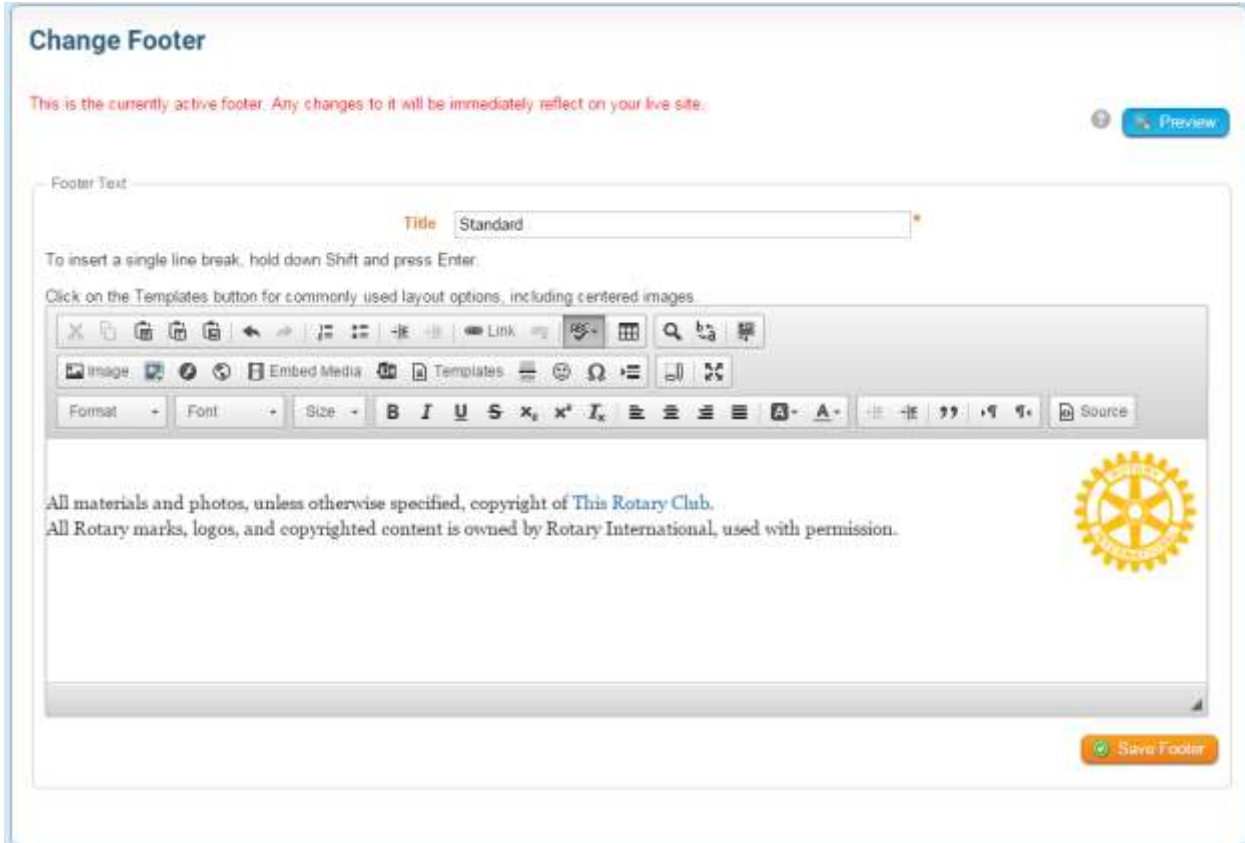 Change Footer
This is the currently active footer. Any changes to it will be immediately reflect on your live site.
Preview
Footer Text
Title Standard *
To insert a single line break, hold down Shift and press Enter.
Click on the Templates button for commonly used layout options, including centered images.
Link
Image Embed Media Templates
Format Font Size B I U S Source
All materials and photos, unless otherwise specified, copyright of This Rotary Club.
All Rotary marks, logos, and copyrighted content is owned by Rotary International, used with permission.
ROTARY
INTERNATIONAL
Save Footer